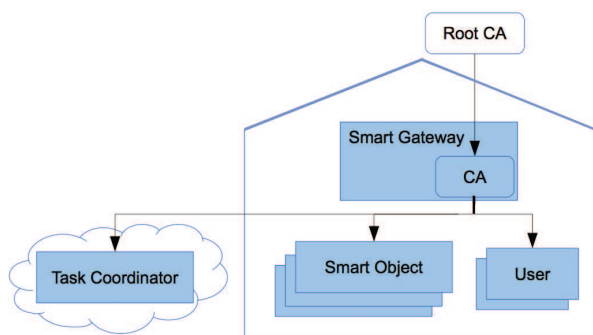 Root CA
Smart Gateway
CA
Task Coordinator
Smart Object
User